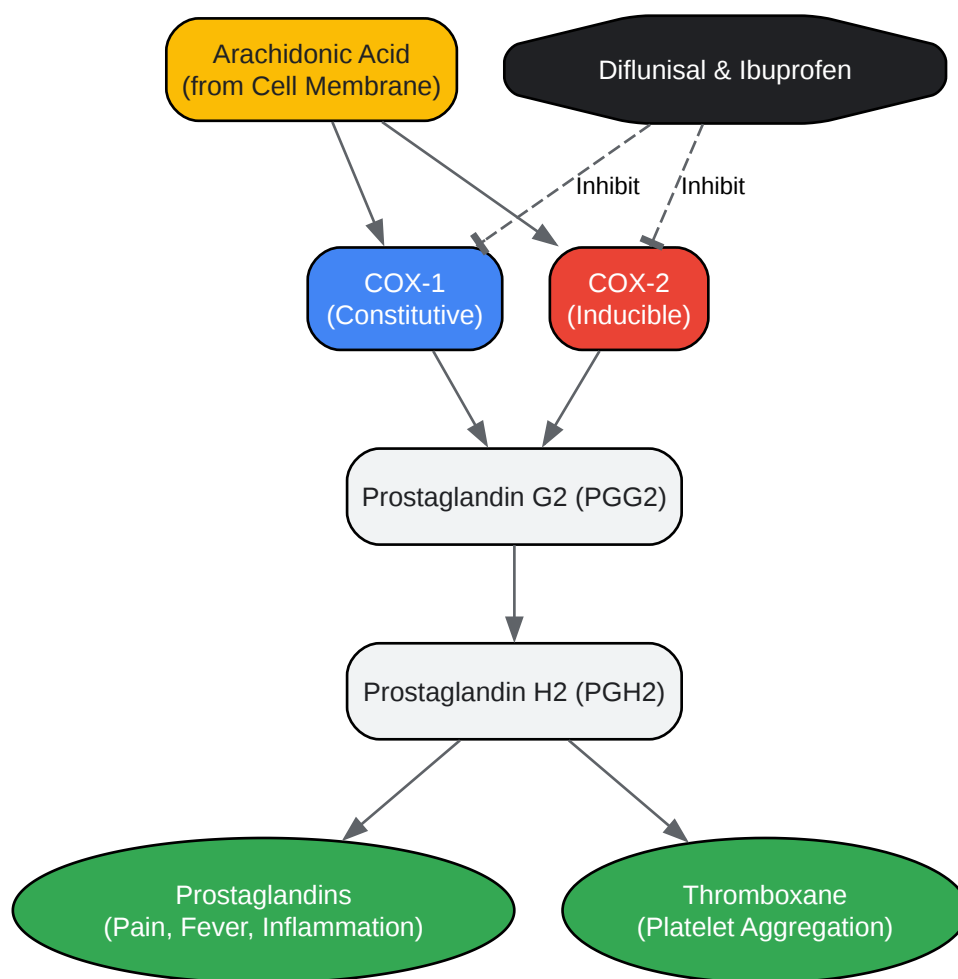 Arachidonic Acid
(from Cell Membrane)
Diflunisal & Ibuprofen
Inhibit
Inhibit
COX-1
(Constitutive)
COX-2
(Inducible)
Prostaglandin G2 (PGG2)
Prostaglandin H2 (PGH2)
Prostaglandins
(Pain, Fever, Inflammation)
Thromboxane
(Platelet Aggregation)